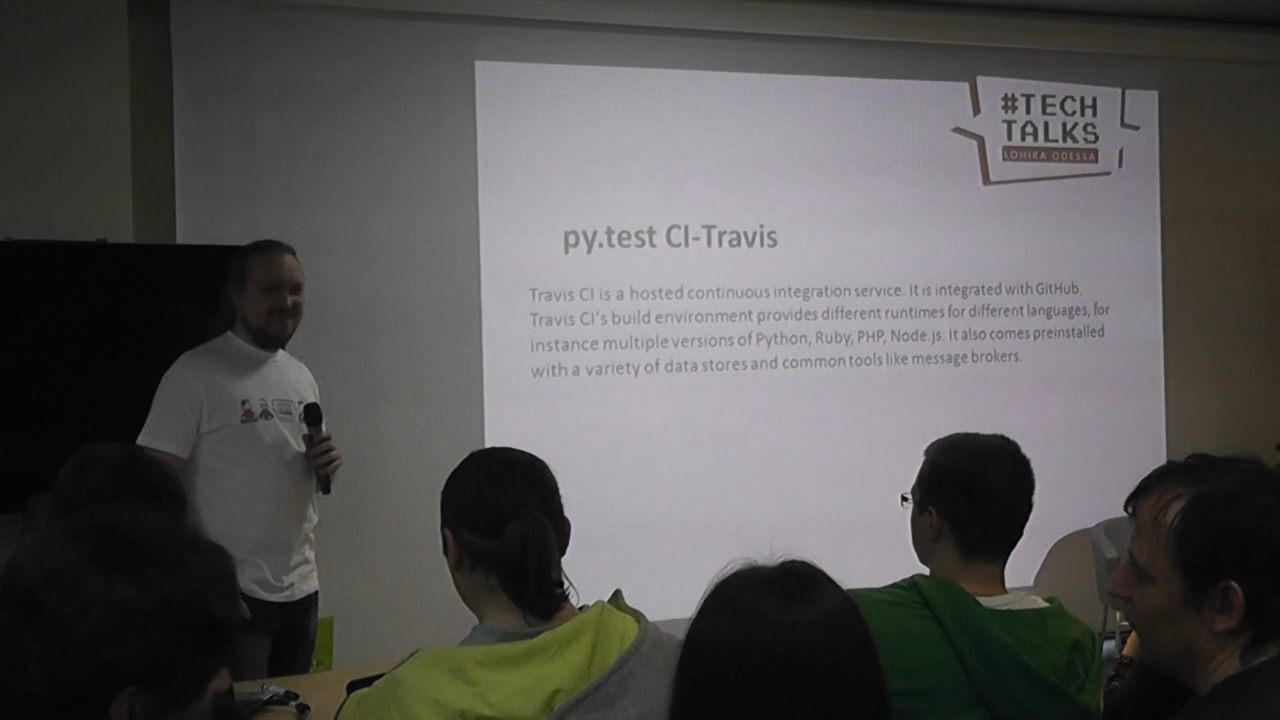 #TECH
TALKS
LOHIKA ODESSA
py.test CI-Travis
Travis CI is a hosted continuous integration service. It is integrated with GitHub.
Travis CI's build environment provides different runtimes for different languages, for
instance multiple versions of Python, Ruby, PHP, Node.js. It also comes preinstalled
with a variety of data stores and common tools like message brokers.